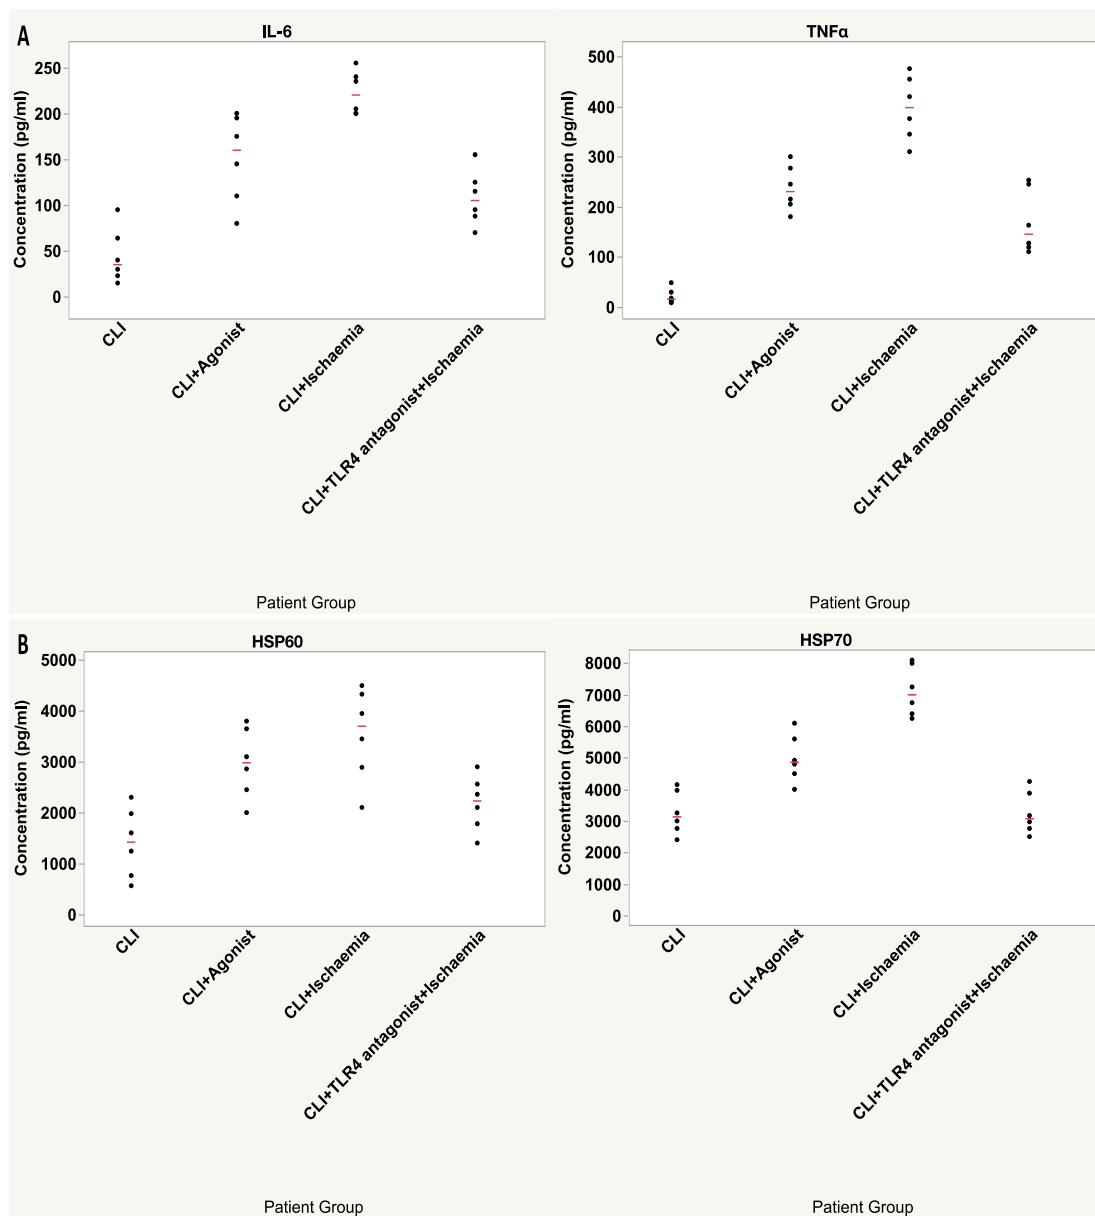 A
IL-6
Concentration (pg/ml)
250
200
150
100
50
0
CLI
CLI+Agonist
CLI+Ischaemia
CLI+TLR4 antagonist+Ischaemia
Patient Group
TNFα
Concentration (pg/ml)
500
400
300
200
100
0
CLI
CLI+Agonist
CLI+Ischaemia
CLI+TLR4 antagonist+Ischaemia
Patient Group
B
HSP60
Concentration (pg/ml)
5000
4000
3000
2000
1000
0
CLI
CLI+Agonist
CLI+Ischaemia
CLI+TLR4 antagonist+Ischaemia
Patient Group
HSP70
Concentration (pg/ml)
8000
7000
6000
5000
4000
3000
2000
1000
0
CLI
CLI+Agonist
CLI+Ischaemia
CLI+TLR4 antagonist+Ischaemia
Patient Group